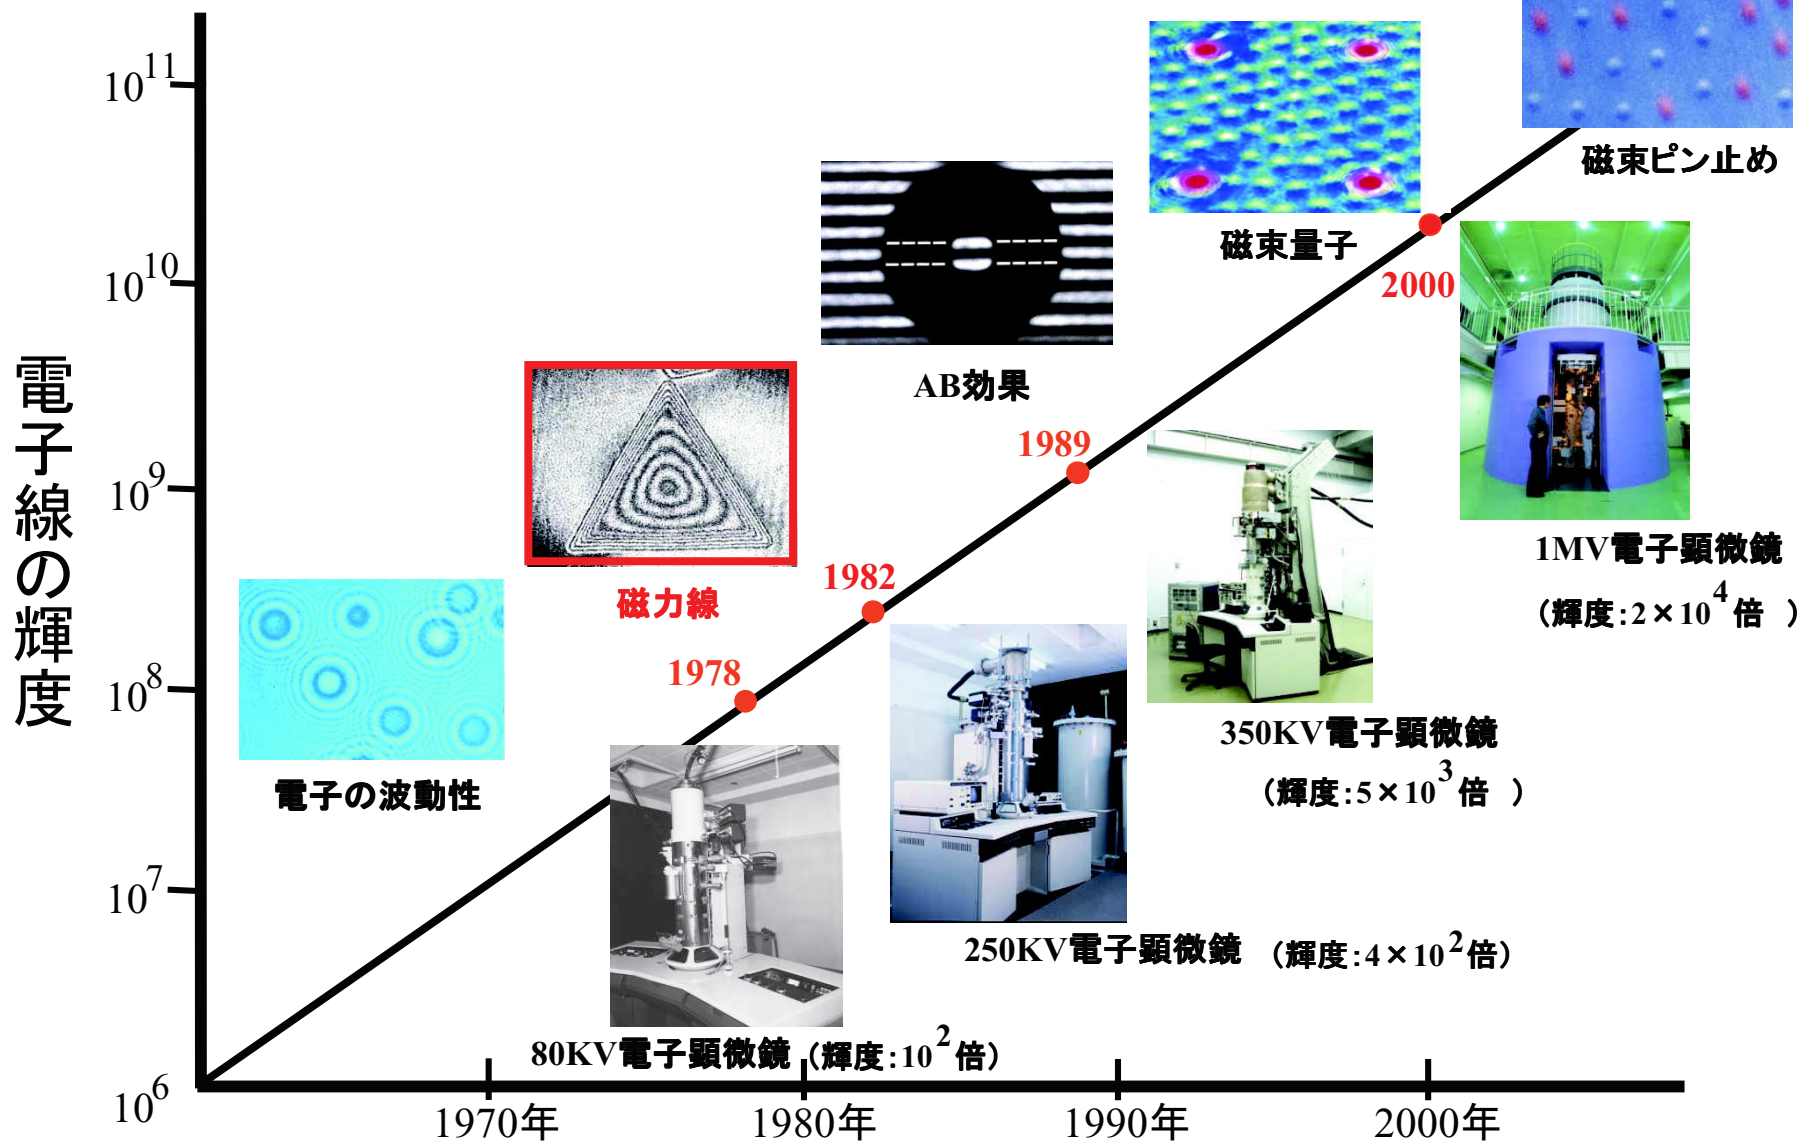 電子線の輝度
10^11
10^10
10^9
10^8
10^7
10^6
1970年
1980年
1990年
2000年
電子の波動性
磁力線
AB効果
磁束量子
磁束ピン止め
1978
1982
1989
2000
80KV電子顕微鏡（輝度:10^2倍）
250KV電子顕微鏡（輝度:4×10^2倍）
350KV電子顕微鏡
（輝度:5×10^3倍 ）
1MV電子顕微鏡
（輝度:2×10^4倍 ）